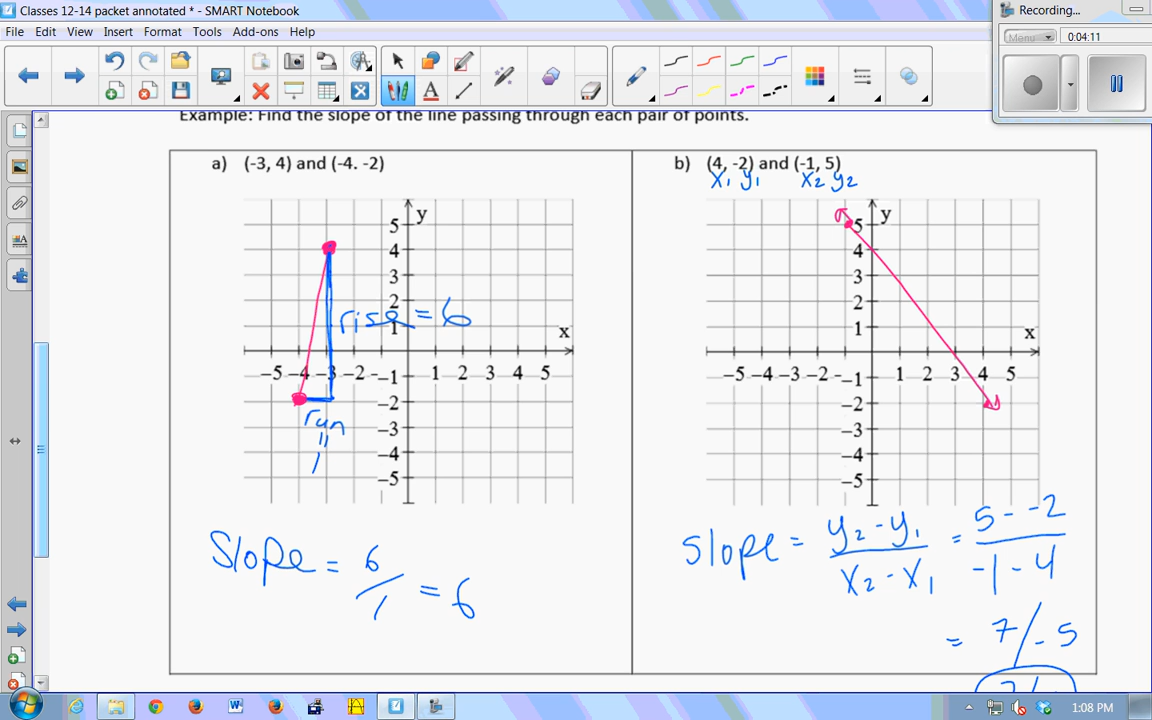 Classes 12-14 packet annotated * - SMART Notebook
Recording...
File Edit View Insert Format Tools Add-ons Help
Menu
0:04:11
Example: Find the slope of the line passing through each pair of points.
a) (-3, 4) and (-4. -2)
b) (4, -2) and (-1, 5)
x1 y1 x2 y2
y
5
4
3
2
1
x
-5 -4 -3 -2 -1 1 2 3 4 5
-2
-3
-4
-5
rise = 6
run
=
1
y
5
4
3
2
1
x
-5 -4 -3 -2 -1 1 2 3 4 5
-2
-3
-4
-5
Slope = 6/1 = 6
Slope = y2 - y1 / x2 - x1 = 5 - -2 / -1 - 4
= 7/-5
1:08 PM